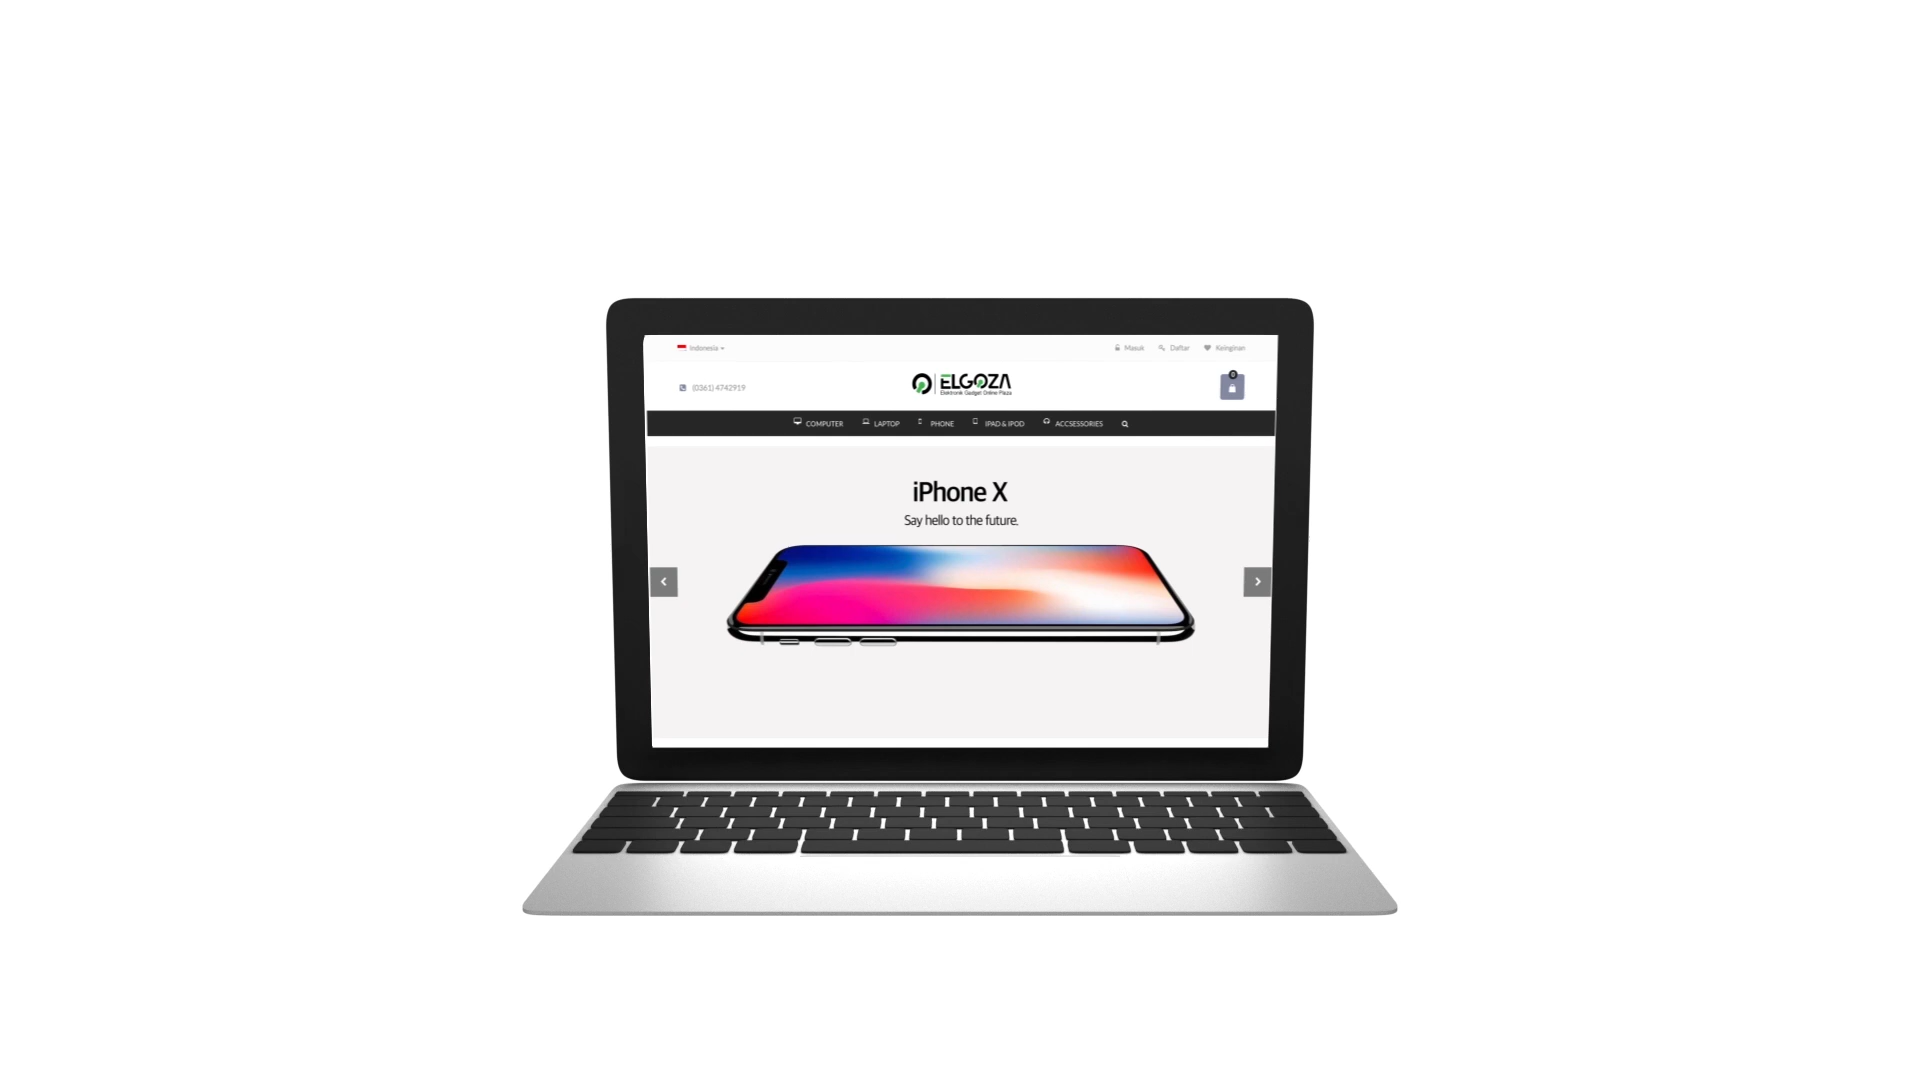 Indonesia
Masuk Daftar Keinginan
(0361) 4742919
ELGOZA
Elektronik Gadget Online Plaza
0
COMPUTER LAPTOP PHONE IPAD & IPOD ACCSESSORIES
iPhone X
Say hello to the future.